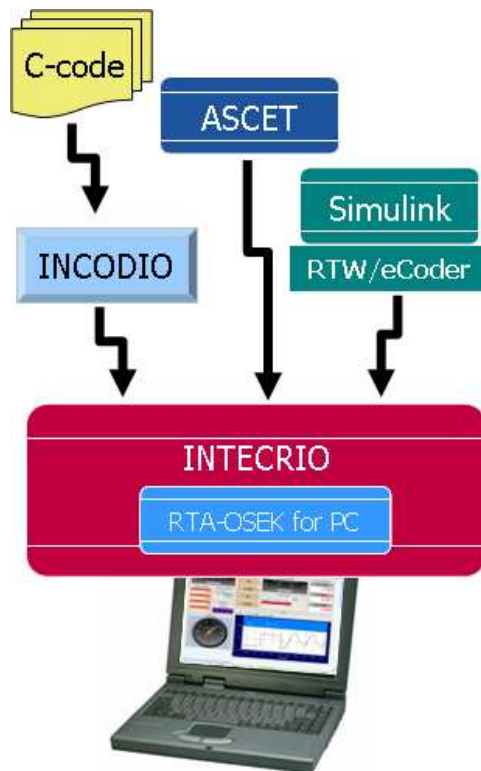 C-code
ASCET
Simulink
INCODIO
RTW/eCoder
INTECRIO
RTA-OSEK for PC